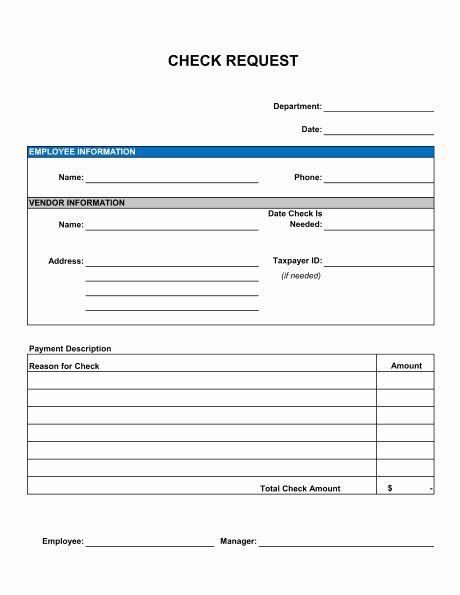 CHECK REQUEST
Department:
Date:
EMPLOYEE INFORMATION
Name: Phone:
VENDOR INFORMATION
Date Check Is
Name: Needed:
Address: Taxpayer ID:
(if needed)
Payment Description
Reason for Check Amount
Total Check Amount $ -
Employee: Manager: